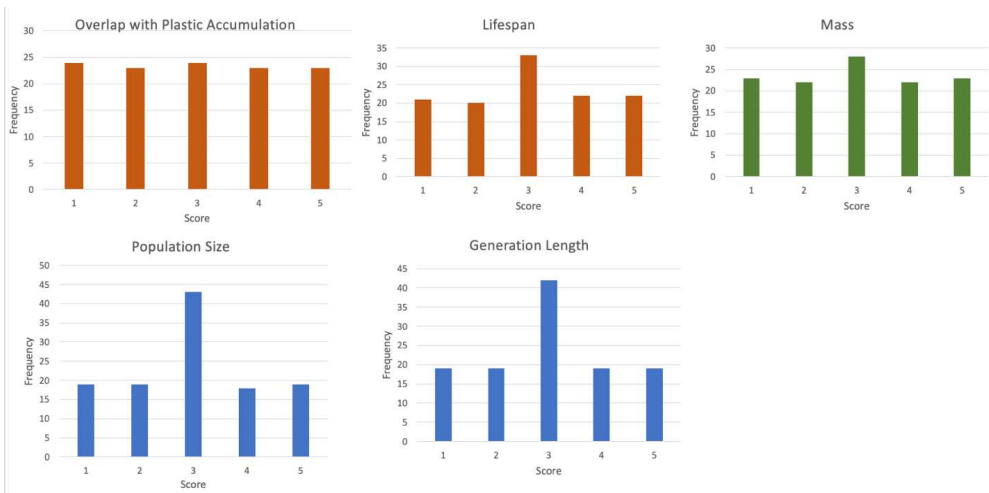 Overlap with Plastic Accumulation
30
25
20
15
10
5
0
Frequency
1 2 3 4 5
Score
Lifespan
35
30
25
20
15
10
5
0
Frequency
1 2 3 4 5
Score
Mass
30
25
20
15
10
5
0
Frequency
1 2 3 4 5
Score
Population Size
50
45
40
35
30
25
20
15
10
5
0
Frequency
1 2 3 4 5
Score
Generation Length
45
40
35
30
25
20
15
10
5
0
Frequency
1 2 3 4 5
Score